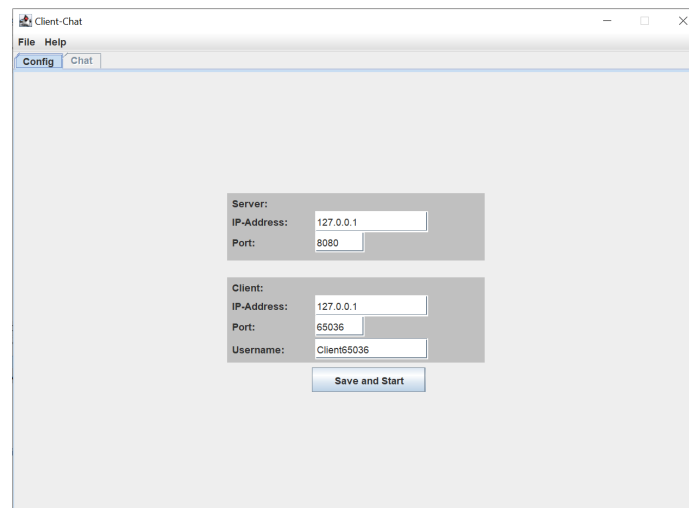 Client-Chat
File Help
Config Chat
Server:
IP-Address: 127.0.0.1
Port: 8080
Client:
IP-Address: 127.0.0.1
Port: 65036
Username: Client65036
Save and Start